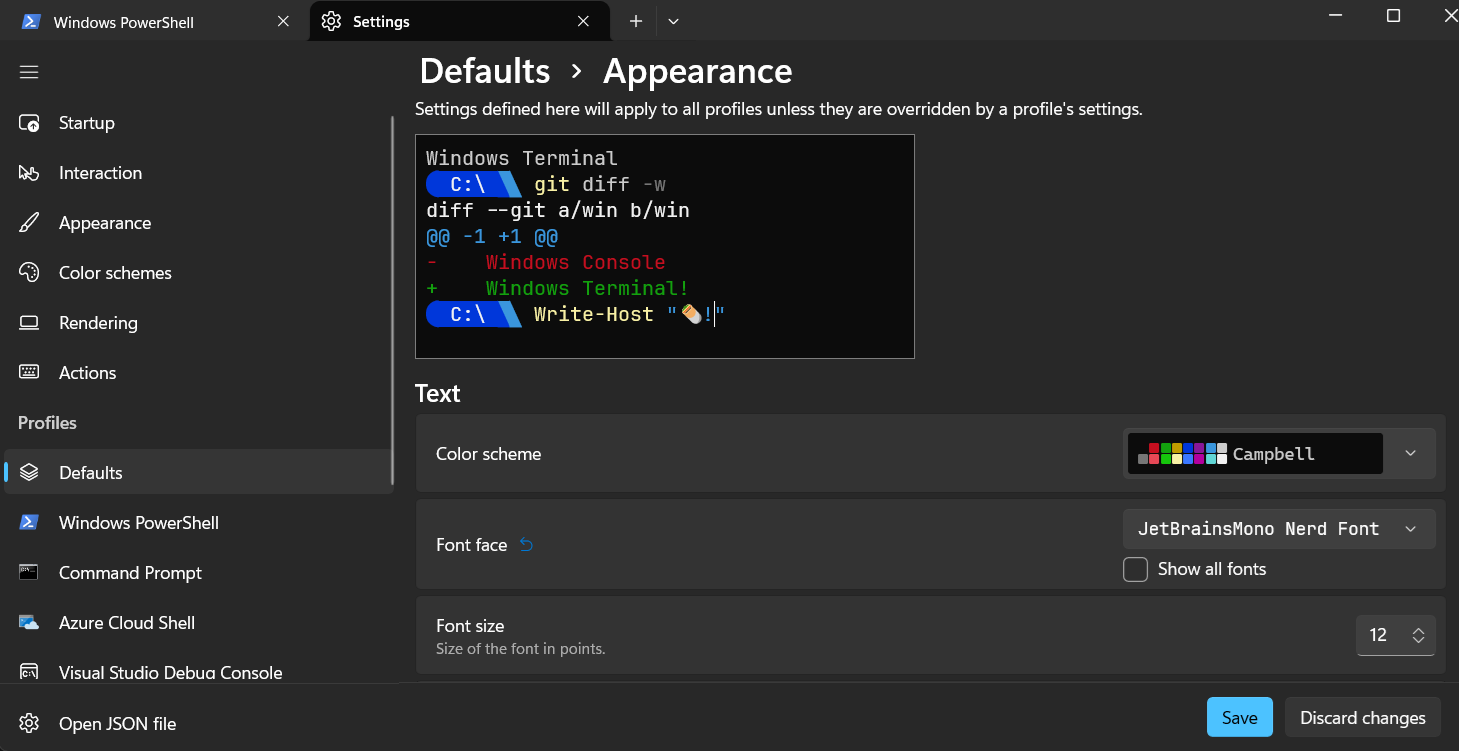 Windows PowerShell
Settings
Startup
Interaction
Appearance
Color schemes
Rendering
Actions
Profiles
Defaults
Windows PowerShell
Command Prompt
Azure Cloud Shell
Visual Studio Debug Console
Open JSON file
Defaults › Appearance
Settings defined here will apply to all profiles unless they are overridden by a profile's settings.
Windows Terminal
C:\ git diff -w
diff --git a/win b/win
@@ -1 +1 @@
-    Windows Console
+    Windows Terminal!
C:\ Write-Host "🌯!"
Text
Color scheme
Campbell
Font face
JetBrainsMono Nerd Font
Show all fonts
Font size
Size of the font in points.
12
Save
Discard changes